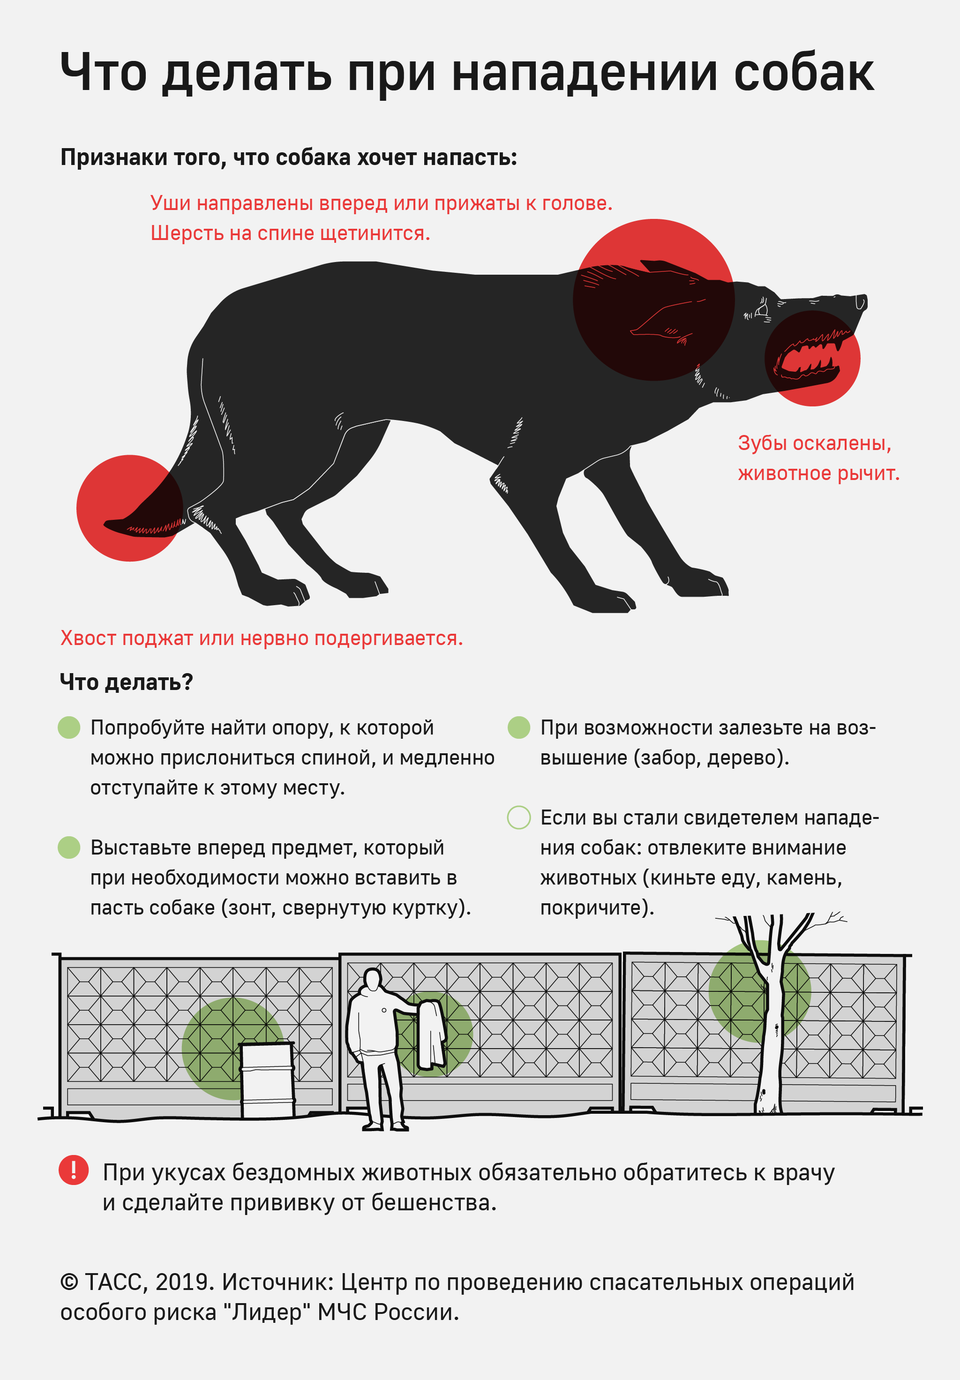 Что делать при нападении собак
Признаки того, что собака хочет напасть:
Уши направлены вперед или прижаты к голове.
Шерсть на спине щетинится.
Зубы оскалены,
животное рычит.
Хвост поджат или нервно подергивается.
Что делать?
Попробуйте найти опору, к которой
можно прислониться спиной, и медленно
отступайте к этому месту.
Выставьте вперед предмет, который
при необходимости можно вставить в
пасть собаке (зонт, свернутую куртку).
При возможности залезьте на воз-
вышение (забор, дерево).
Если вы стали свидетелем нападе-
ния собак: отвлеките внимание
животных (киньте еду, камень,
покричите).
! При укусах бездомных животных обязательно обратитесь к врачу
и сделайте прививку от бешенства.
© ТАСС, 2019. Источник: Центр по проведению спасательных операций
особого риска "Лидер" МЧС России.